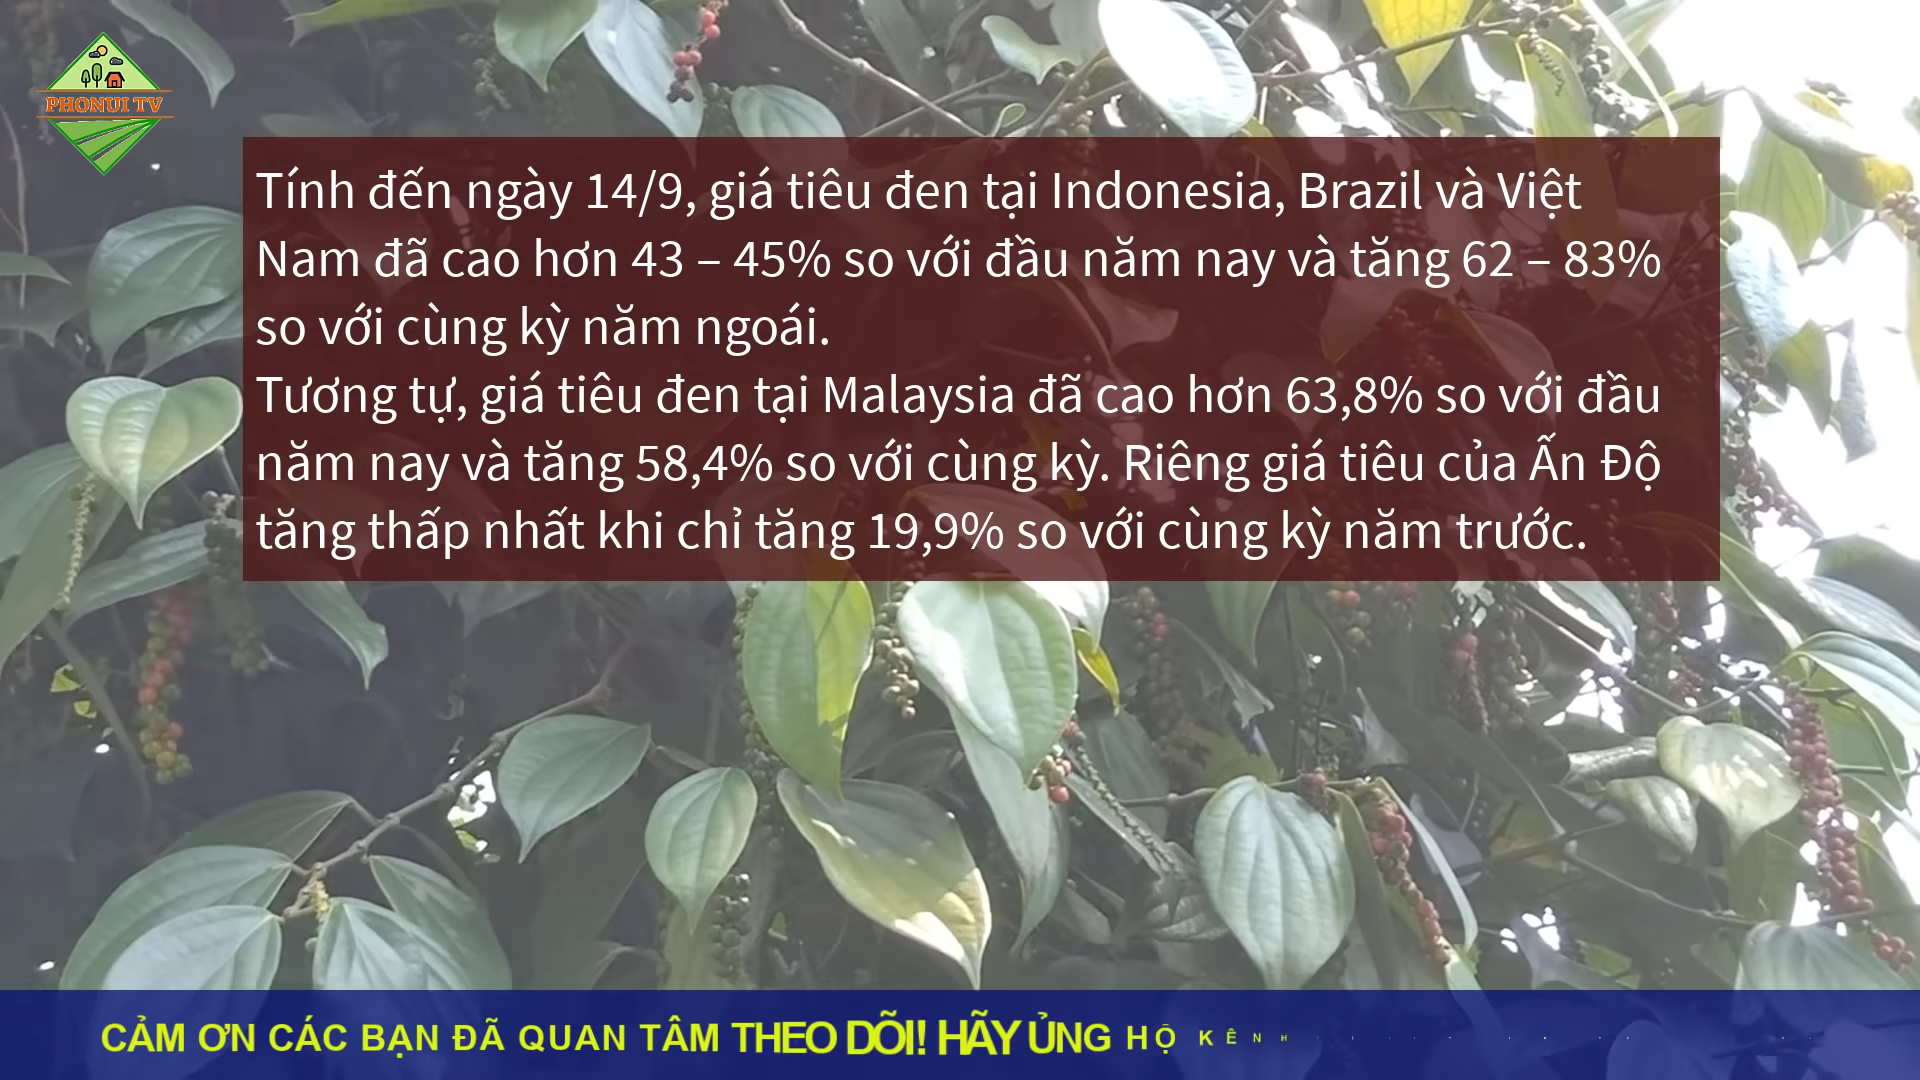 PHONUI TV
Tính đến ngày 14/9, giá tiêu đen tại Indonesia, Brazil và Việt
Nam đã cao hơn 43 – 45% so với đầu năm nay và tăng 62 – 83%
so với cùng kỳ năm ngoái.
Tương tự, giá tiêu đen tại Malaysia đã cao hơn 63,8% so với đầu
năm nay và tăng 58,4% so với cùng kỳ. Riêng giá tiêu của Ấn Độ
tăng thấp nhất khi chỉ tăng 19,9% so với cùng kỳ năm trước.
CẢM ƠN CÁC BẠN ĐÃ QUAN TÂM THEO DÕI! HÃY ỦNG HỘ KÊNH